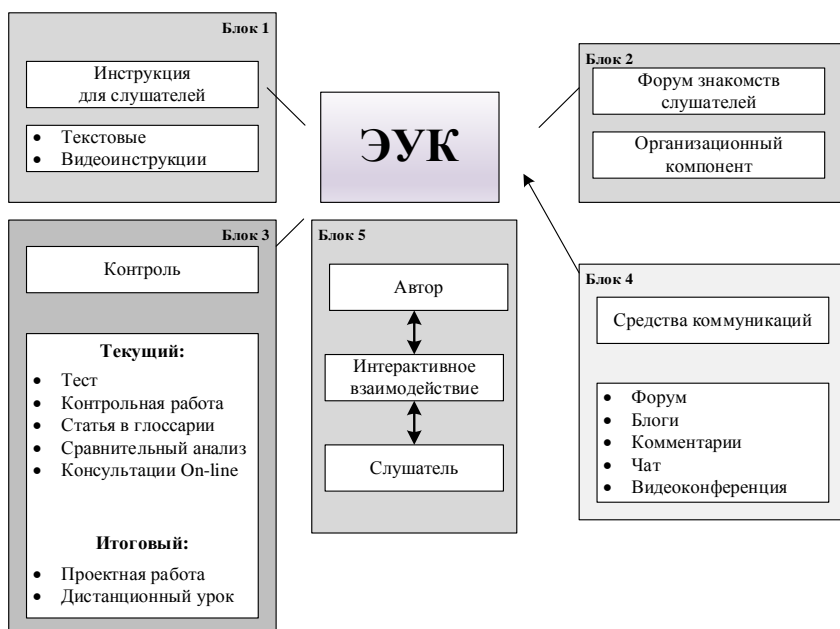 Блок 1
Инструкция
для слушателей
• Текстовые
• Видеоинструкции
ЭУК
Блок 2
Форум знакомств
слушателей
Организационный
компонент
Блок 3
Контроль
Текущий:
• Тест
• Контрольная работа
• Статья в глоссарии
• Сравнительный анализ
• Консультации On-line
Итоговый:
• Проектная работа
• Дистанционный урок
Блок 5
Автор
Интерактивное
взаимодействие
Слушатель
Блок 4
Средства коммуникаций
• Форум
• Блоги
• Комментарии
• Чат
• Видеоконференция